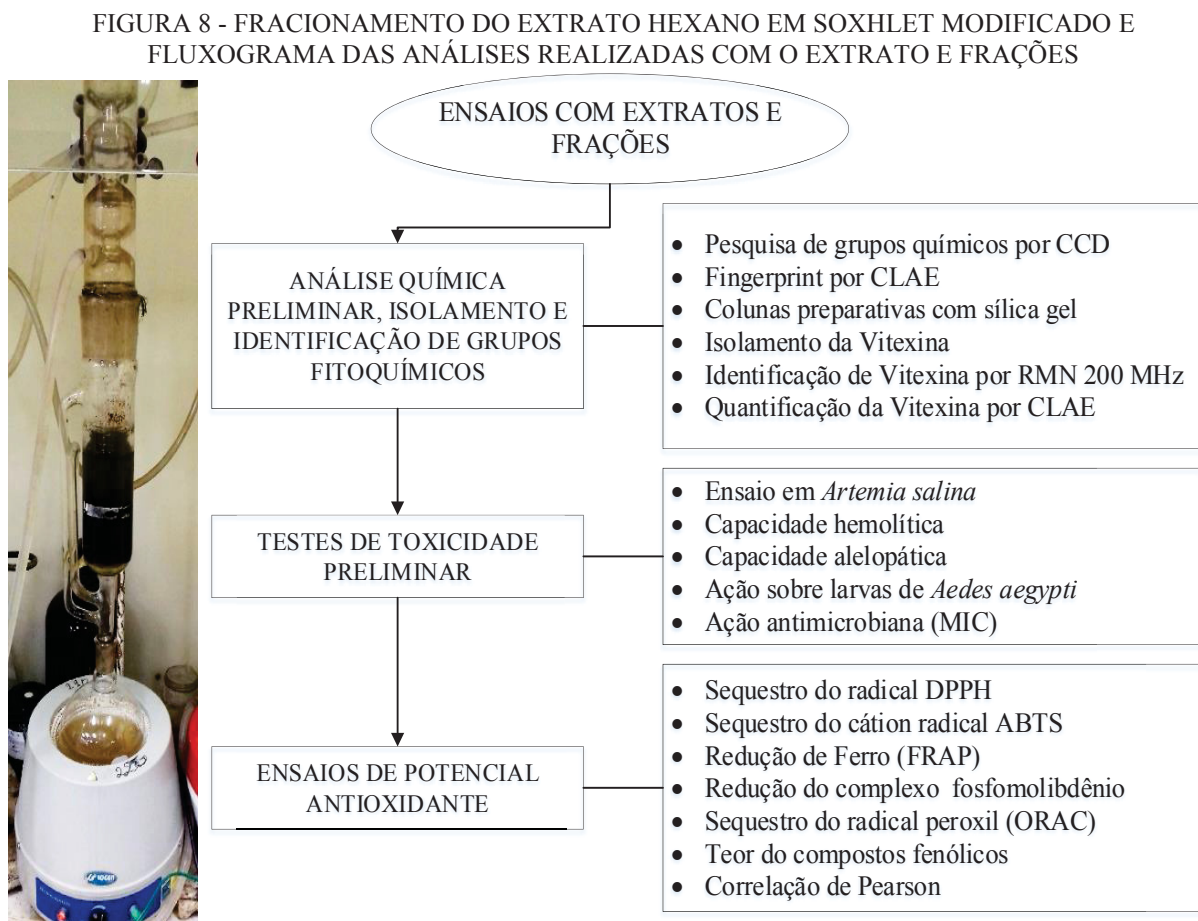 FIGURA 8 - FRACIONAMENTO DO EXTRATO HEXANO EM SOXHLET MODIFICADO E
FLUXOGRAMA DAS ANÁLISES REALIZADAS COM O EXTRATO E FRAÇÕES
ENSAIOS COM EXTRATOS E
FRAÇÕES
ANÁLISE QUÍMICA
PRELIMINAR, ISOLAMENTO E
IDENTIFICAÇÃO DE GRUPOS
FITOQUÍMICOS
• Pesquisa de grupos químicos por CCD
• Fingerprint por CLAE
• Colunas preparativas com sílica gel
• Isolamento da Vitexina
• Identificação de Vitexina por RMN 200 MHz
• Quantificação da Vitexina por CLAE
TESTES DE TOXICIDADE
PRELIMINAR
• Ensaio em Artemia salina
• Capacidade hemolítica
• Capacidade alelopática
• Ação sobre larvas de Aedes aegypti
• Ação antimicrobiana (MIC)
ENSAIOS DE POTENCIAL
ANTIOXIDANTE
• Sequestro do radical DPPH
• Sequestro do cátion radical ABTS
• Redução de Ferro (FRAP)
• Redução do complexo fosfomolibdênio
• Sequestro do radical peroxil (ORAC)
• Teor do compostos fenólicos
• Correlação de Pearson